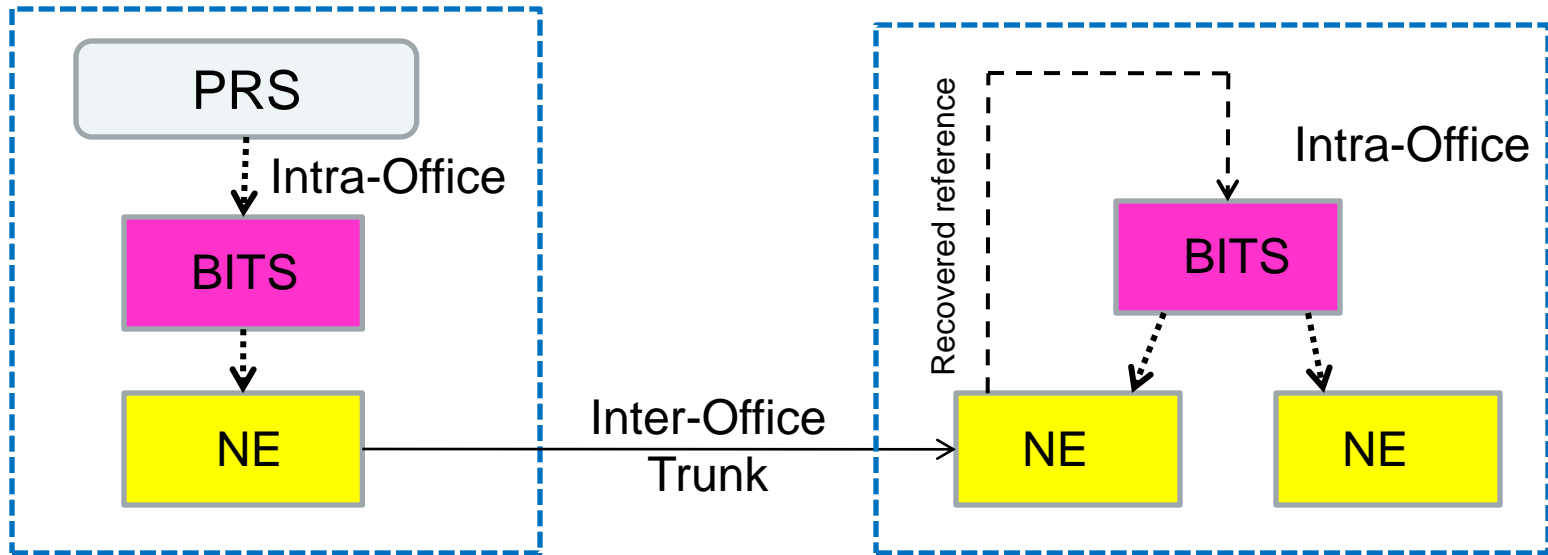 PRS
Intra-Office
BITS
NE
Inter-Office
Trunk
Recovered reference
Intra-Office
BITS
NE
NE